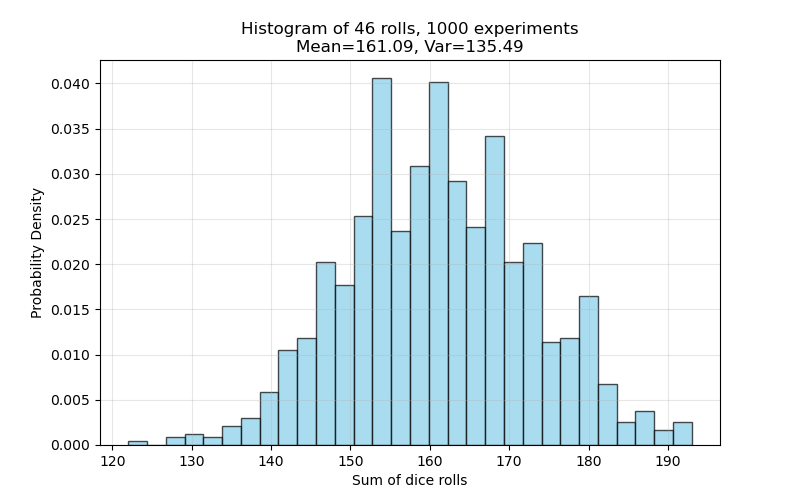 Histogram of 46 rolls, 1000 experiments
Mean=161.09, Var=135.49
Probability Density
0.040
0.035
0.030
0.025
0.020
0.015
0.010
0.005
0.000
120 130 140 150 160 170 180 190
Sum of dice rolls